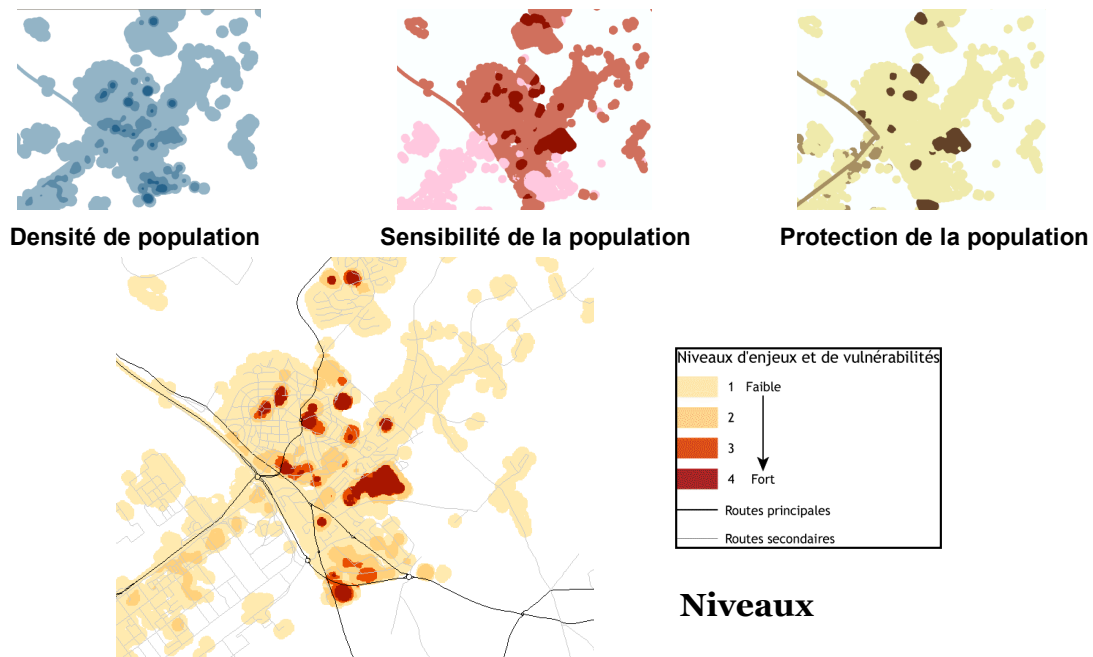 Densité de population
Sensibilité de la population
Protection de la population
Niveaux d'enjeux et de vulnérabilités
1 Faible
2
3
4 Fort
Routes principales
Routes secondaires
Niveaux